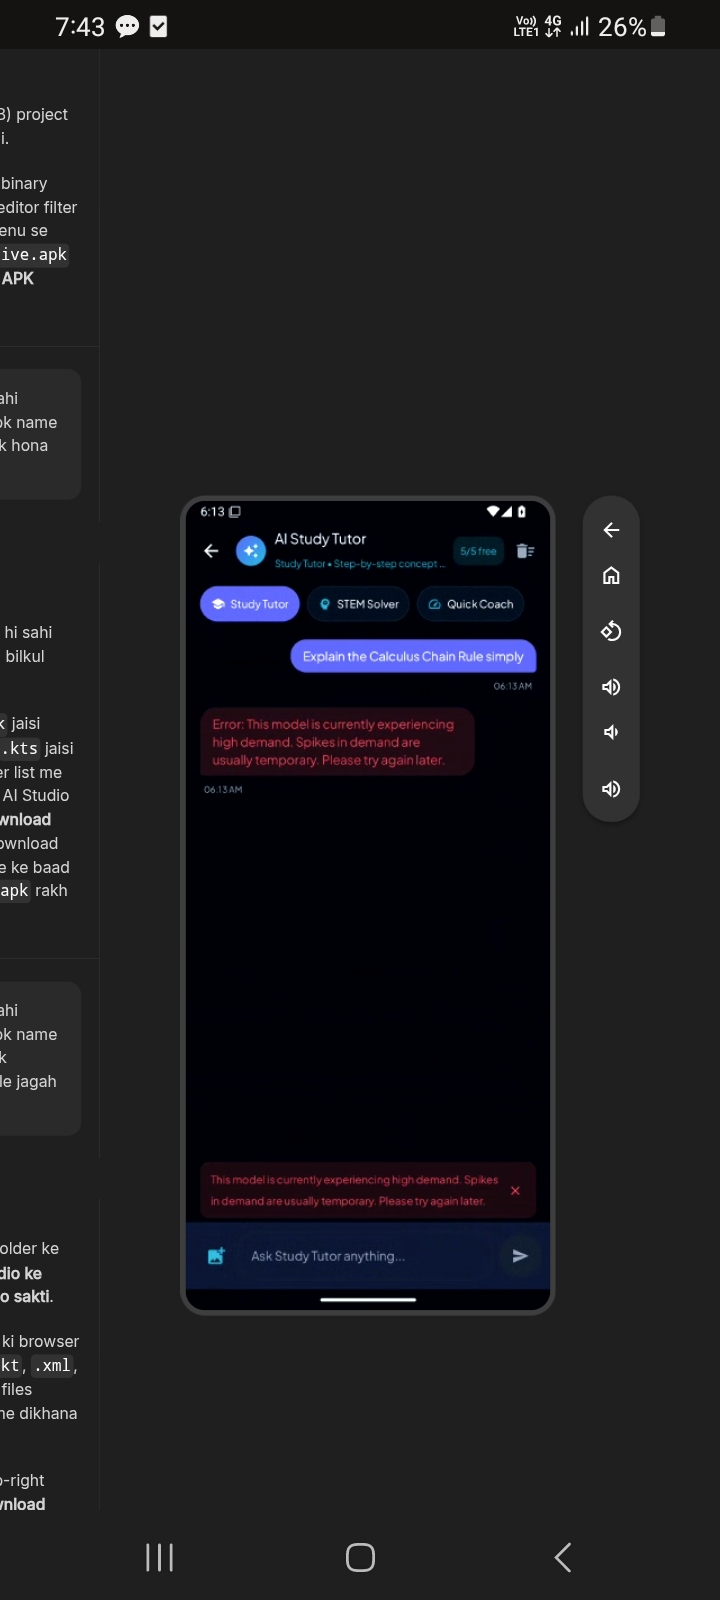 7:43
Vo)) LTE1 4G 26%
3) project
i.
binary
editor filter
enu se
ive.apk
APK
ahi
ok name
k hona
hi sahi
bilkul
k jaisi
.kts jaisi
er list me
AI Studio
wnload
ownload
e ke baad
apk rakh
ahi
ok name
k
le jagah
older ke
dio ke
o sakti.
ki browser
kt, .xml,
files
ne dikhana
o-right
wnload
6:13
AI Study Tutor
Study Tutor • Step-by-step concept ...
5/5 free
Study Tutor
STEM Solver
Quick Coach
Explain the Calculus Chain Rule simply
06:13 AM
Error: This model is currently experiencing
high demand. Spikes in demand are
usually temporary. Please try again later.
06:13 AM
This model is currently experiencing high demand. Spikes
in demand are usually temporary. Please try again later.
Ask Study Tutor anything...